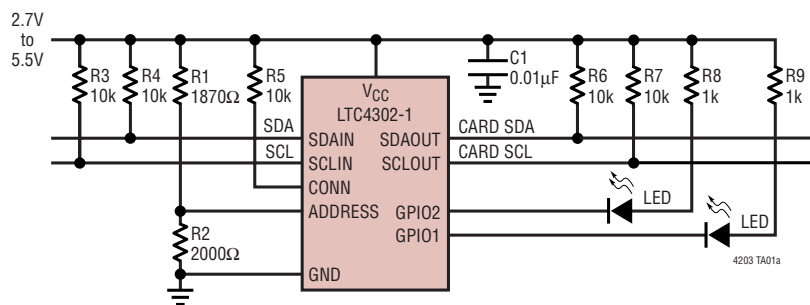 2.7V
to
5.5V
R3
10k
R4
10k
R1
1870Ω
R5
10k
VCC
LTC4302-1
C1
0.01µF
R6
10k
R7
10k
R8
1k
R9
1k
SDA
SCL
SDAIN
SCLIN
CONN
ADDRESS
GND
SDAOUT
SCLOUT
GPIO2
GPIO1
CARD SDA
CARD SCL
LED
LED
R2
2000Ω
4203 TA01a